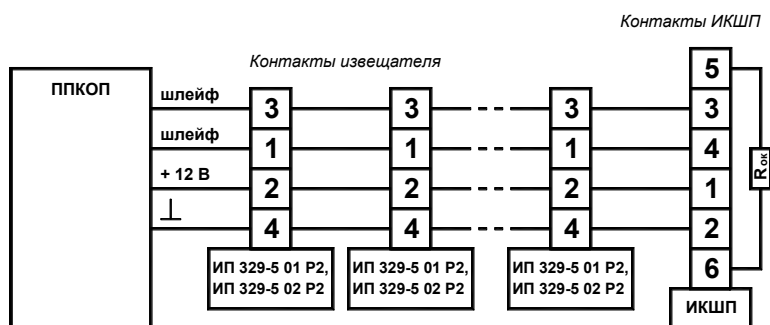 Контакты ИКШП
Контакты извещателя
ППКОП
5
шлейф
3 3 3 3
шлейф
1 1 1 4
+ 12 В
2 2 2 1
4 4 4 2
6
Rок
ИП 329-5 01 Р2,
ИП 329-5 02 Р2
ИП 329-5 01 Р2,
ИП 329-5 02 Р2
ИП 329-5 01 Р2,
ИП 329-5 02 Р2
ИКШП